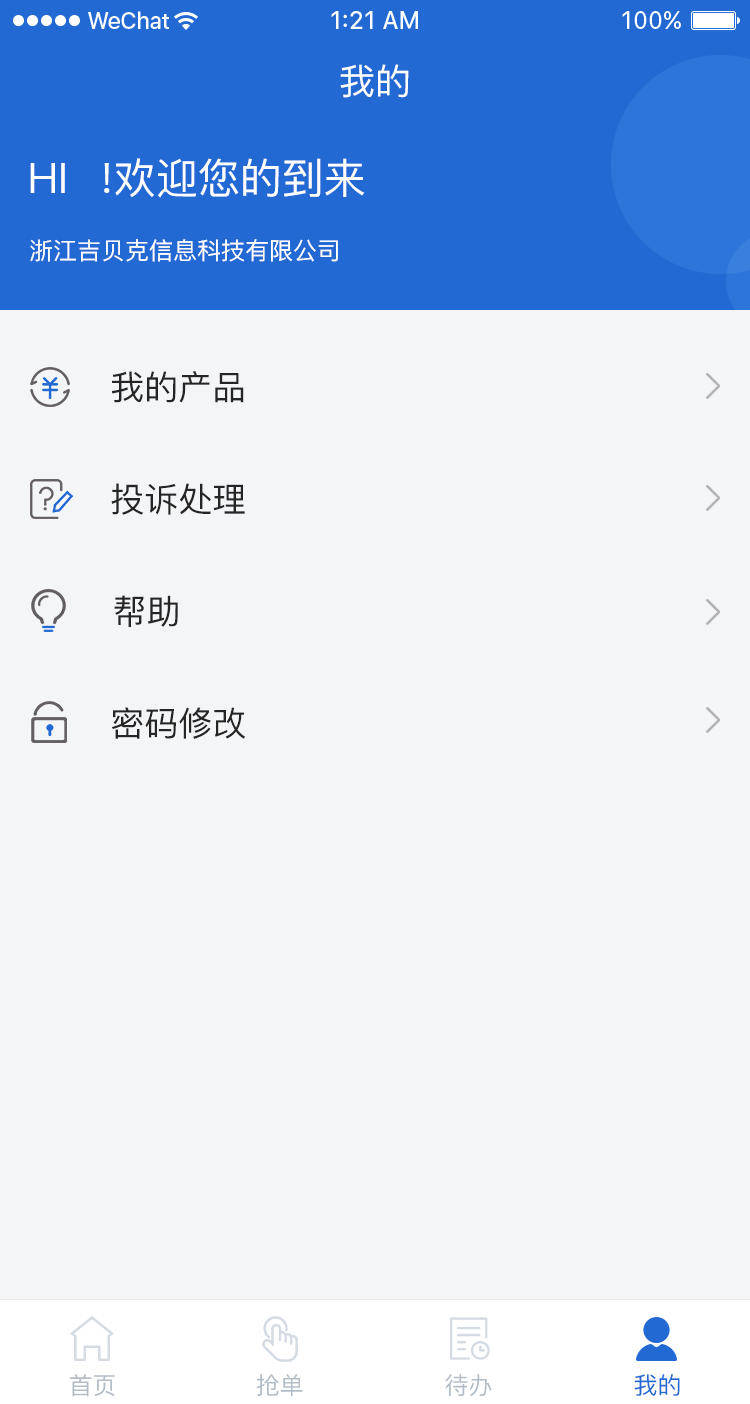 WeChat 1:21 AM 100%
我的
HI !欢迎您的到来
浙江吉贝克信息科技有限公司
¥ 我的产品
? 投诉处理
帮助
密码修改
首页 抢单 待办 我的